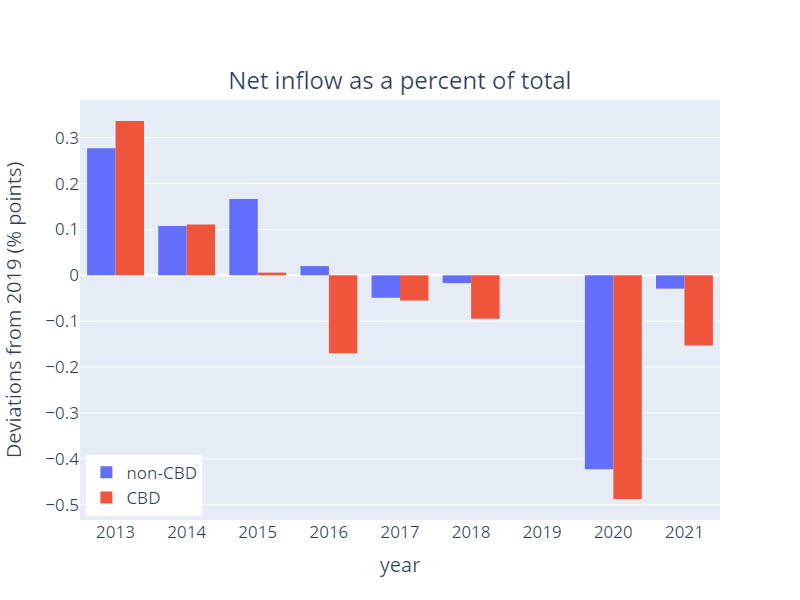 Net inflow as a percent of total
Deviations from 2019 (% points)
0.3
0.2
0.1
0
−0.1
−0.2
−0.3
−0.4
−0.5
non-CBD
CBD
2013 2014 2015 2016 2017 2018 2019 2020 2021
year